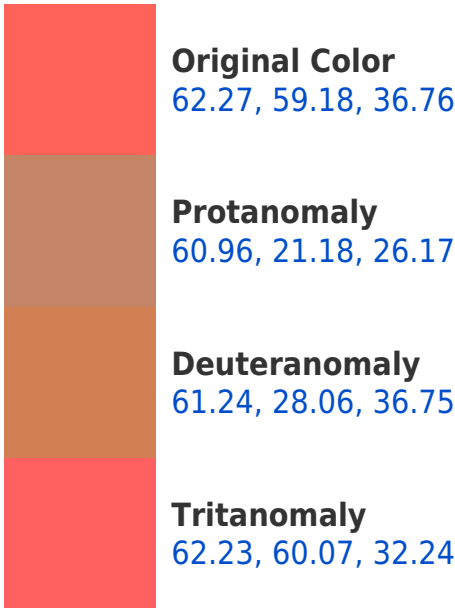 Original Color
62.27, 59.18, 36.76
Protanomaly
60.96, 21.18, 26.17
Deuteranomaly
61.24, 28.06, 36.75
Tritanomaly
62.23, 60.07, 32.24